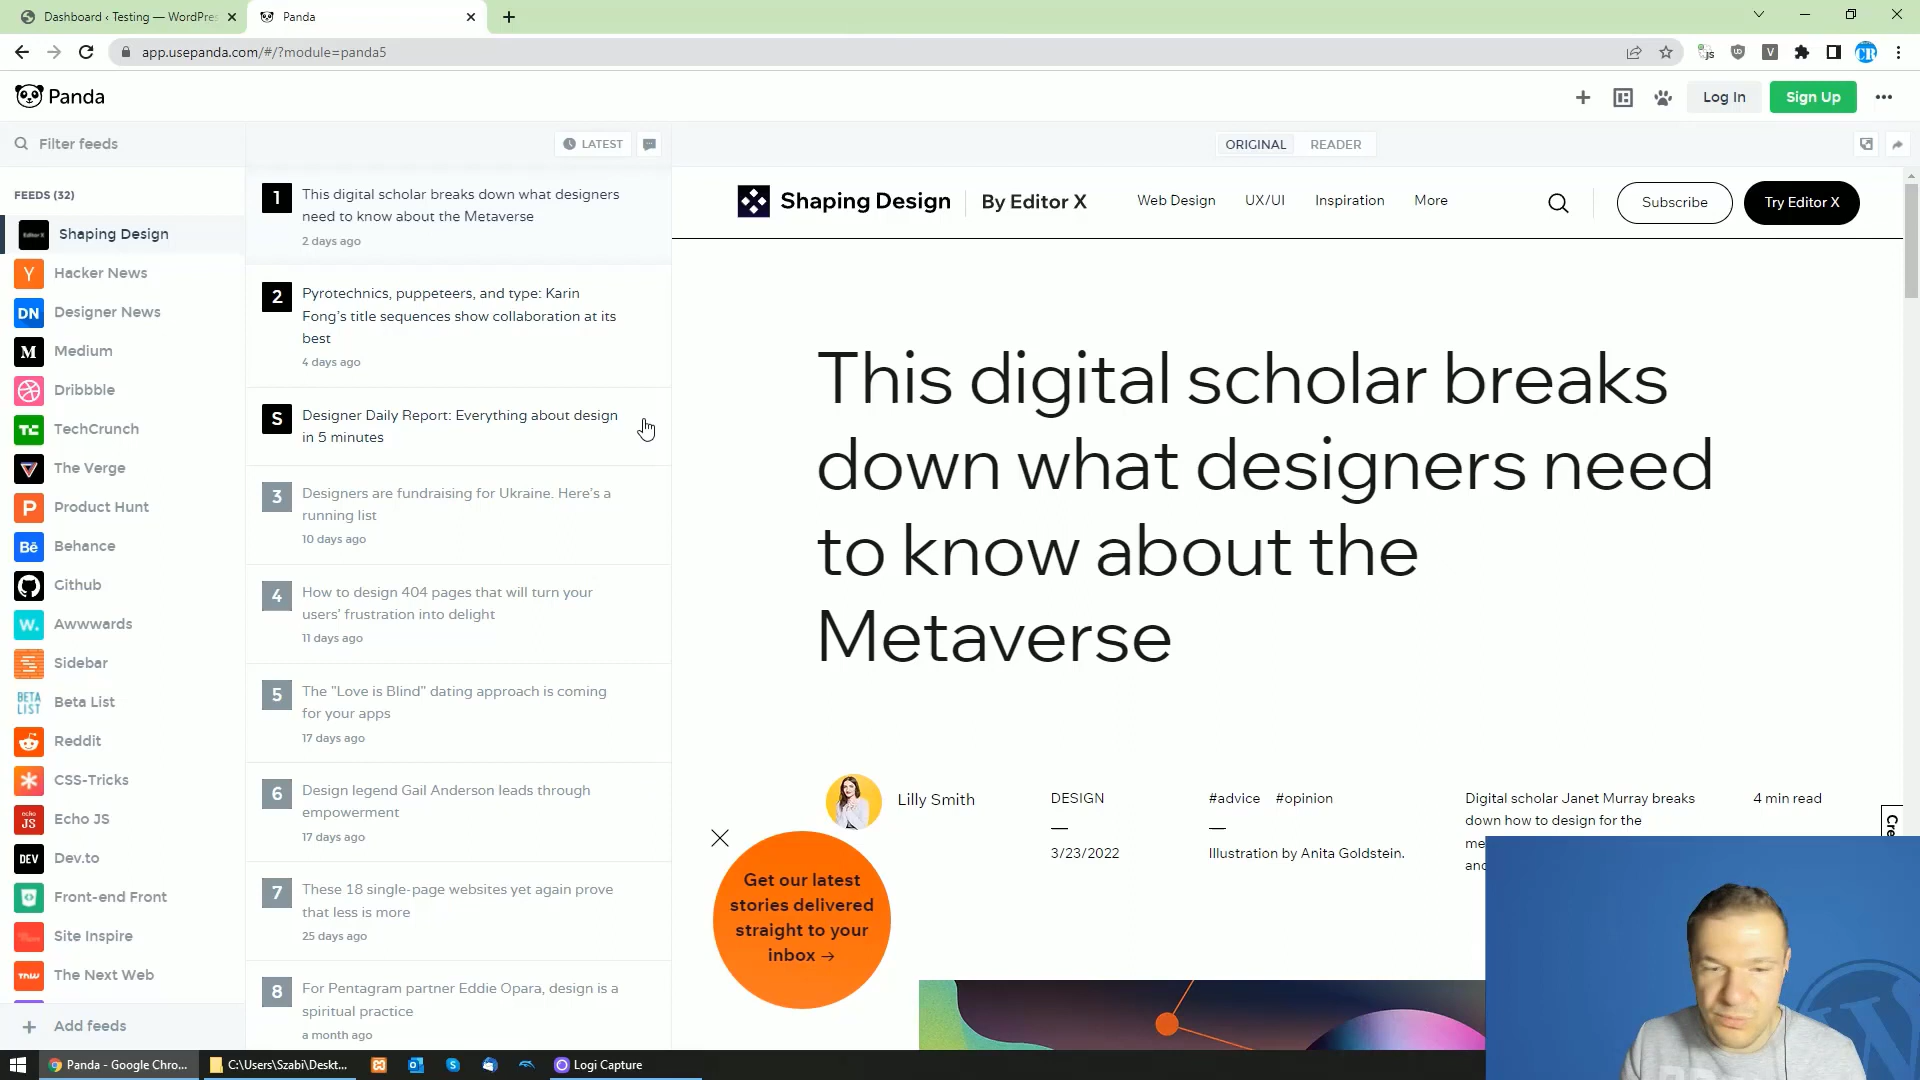 Dashboard ‹ Testing — WordPres
Panda
app.usepanda.com/#/?module=panda5
Panda
Log In
Sign Up
Filter feeds
LATEST
ORIGINAL
READER
FEEDS (32)
Shaping Design
Hacker News
Designer News
Medium
Dribbble
TechCrunch
The Verge
Product Hunt
Behance
Github
Awwwards
Sidebar
Beta List
Reddit
CSS-Tricks
Echo JS
Dev.to
Front-end Front
Site Inspire
The Next Web
Add feeds
1
This digital scholar breaks down what designers
need to know about the Metaverse
2 days ago
2
Pyrotechnics, puppeteers, and type: Karin
Fong's title sequences show collaboration at its
best
4 days ago
S
Designer Daily Report: Everything about design
in 5 minutes
3
Designers are fundraising for Ukraine. Here's a
running list
10 days ago
4
How to design 404 pages that will turn your
users' frustration into delight
11 days ago
5
The "Love is Blind" dating approach is coming
for your apps
17 days ago
6
Design legend Gail Anderson leads through
empowerment
17 days ago
7
These 18 single-page websites yet again prove
that less is more
25 days ago
8
For Pentagram partner Eddie Opara, design is a
spiritual practice
a month ago
Shaping Design
By Editor X
Web Design
UX/UI
Inspiration
More
Subscribe
Try Editor X
This digital scholar breaks
down what designers need
to know about the
Metaverse
Lilly Smith
DESIGN
3/23/2022
#advice #opinion
Illustration by Anita Goldstein.
Digital scholar Janet Murray breaks
down how to design for the
4 min read
Cre
Get our latest
stories delivered
straight to your
inbox →
Panda - Google Chro...
C:\Users\Szabi\Deskt...
Logi Capture